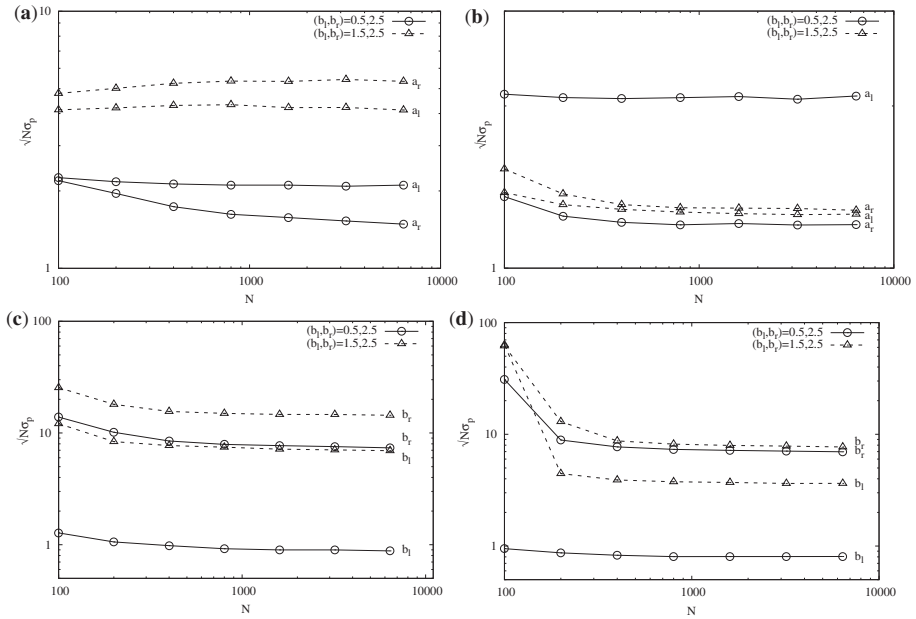 (a)
10
(b_l,b_r)=0.5,2.5
(b_l,b_r)=1.5,2.5
a_r
a_l
a_l
a_r
√Nσ_p
1
100
1000
10000
N
(b)
(b_l,b_r)=0.5,2.5
(b_l,b_r)=1.5,2.5
a_l
a_r
a_l
a_r
√Nσ_p
1
100
1000
10000
N
(c)
100
(b_l,b_r)=0.5,2.5
(b_l,b_r)=1.5,2.5
b_r
10
b_r
b_l
1
b_l
√Nσ_p
100
1000
10000
N
(d)
100
(b_l,b_r)=0.5,2.5
(b_l,b_r)=1.5,2.5
10
b_r
b_r
b_l
1
b_l
√Nσ_p
100
1000
10000
N